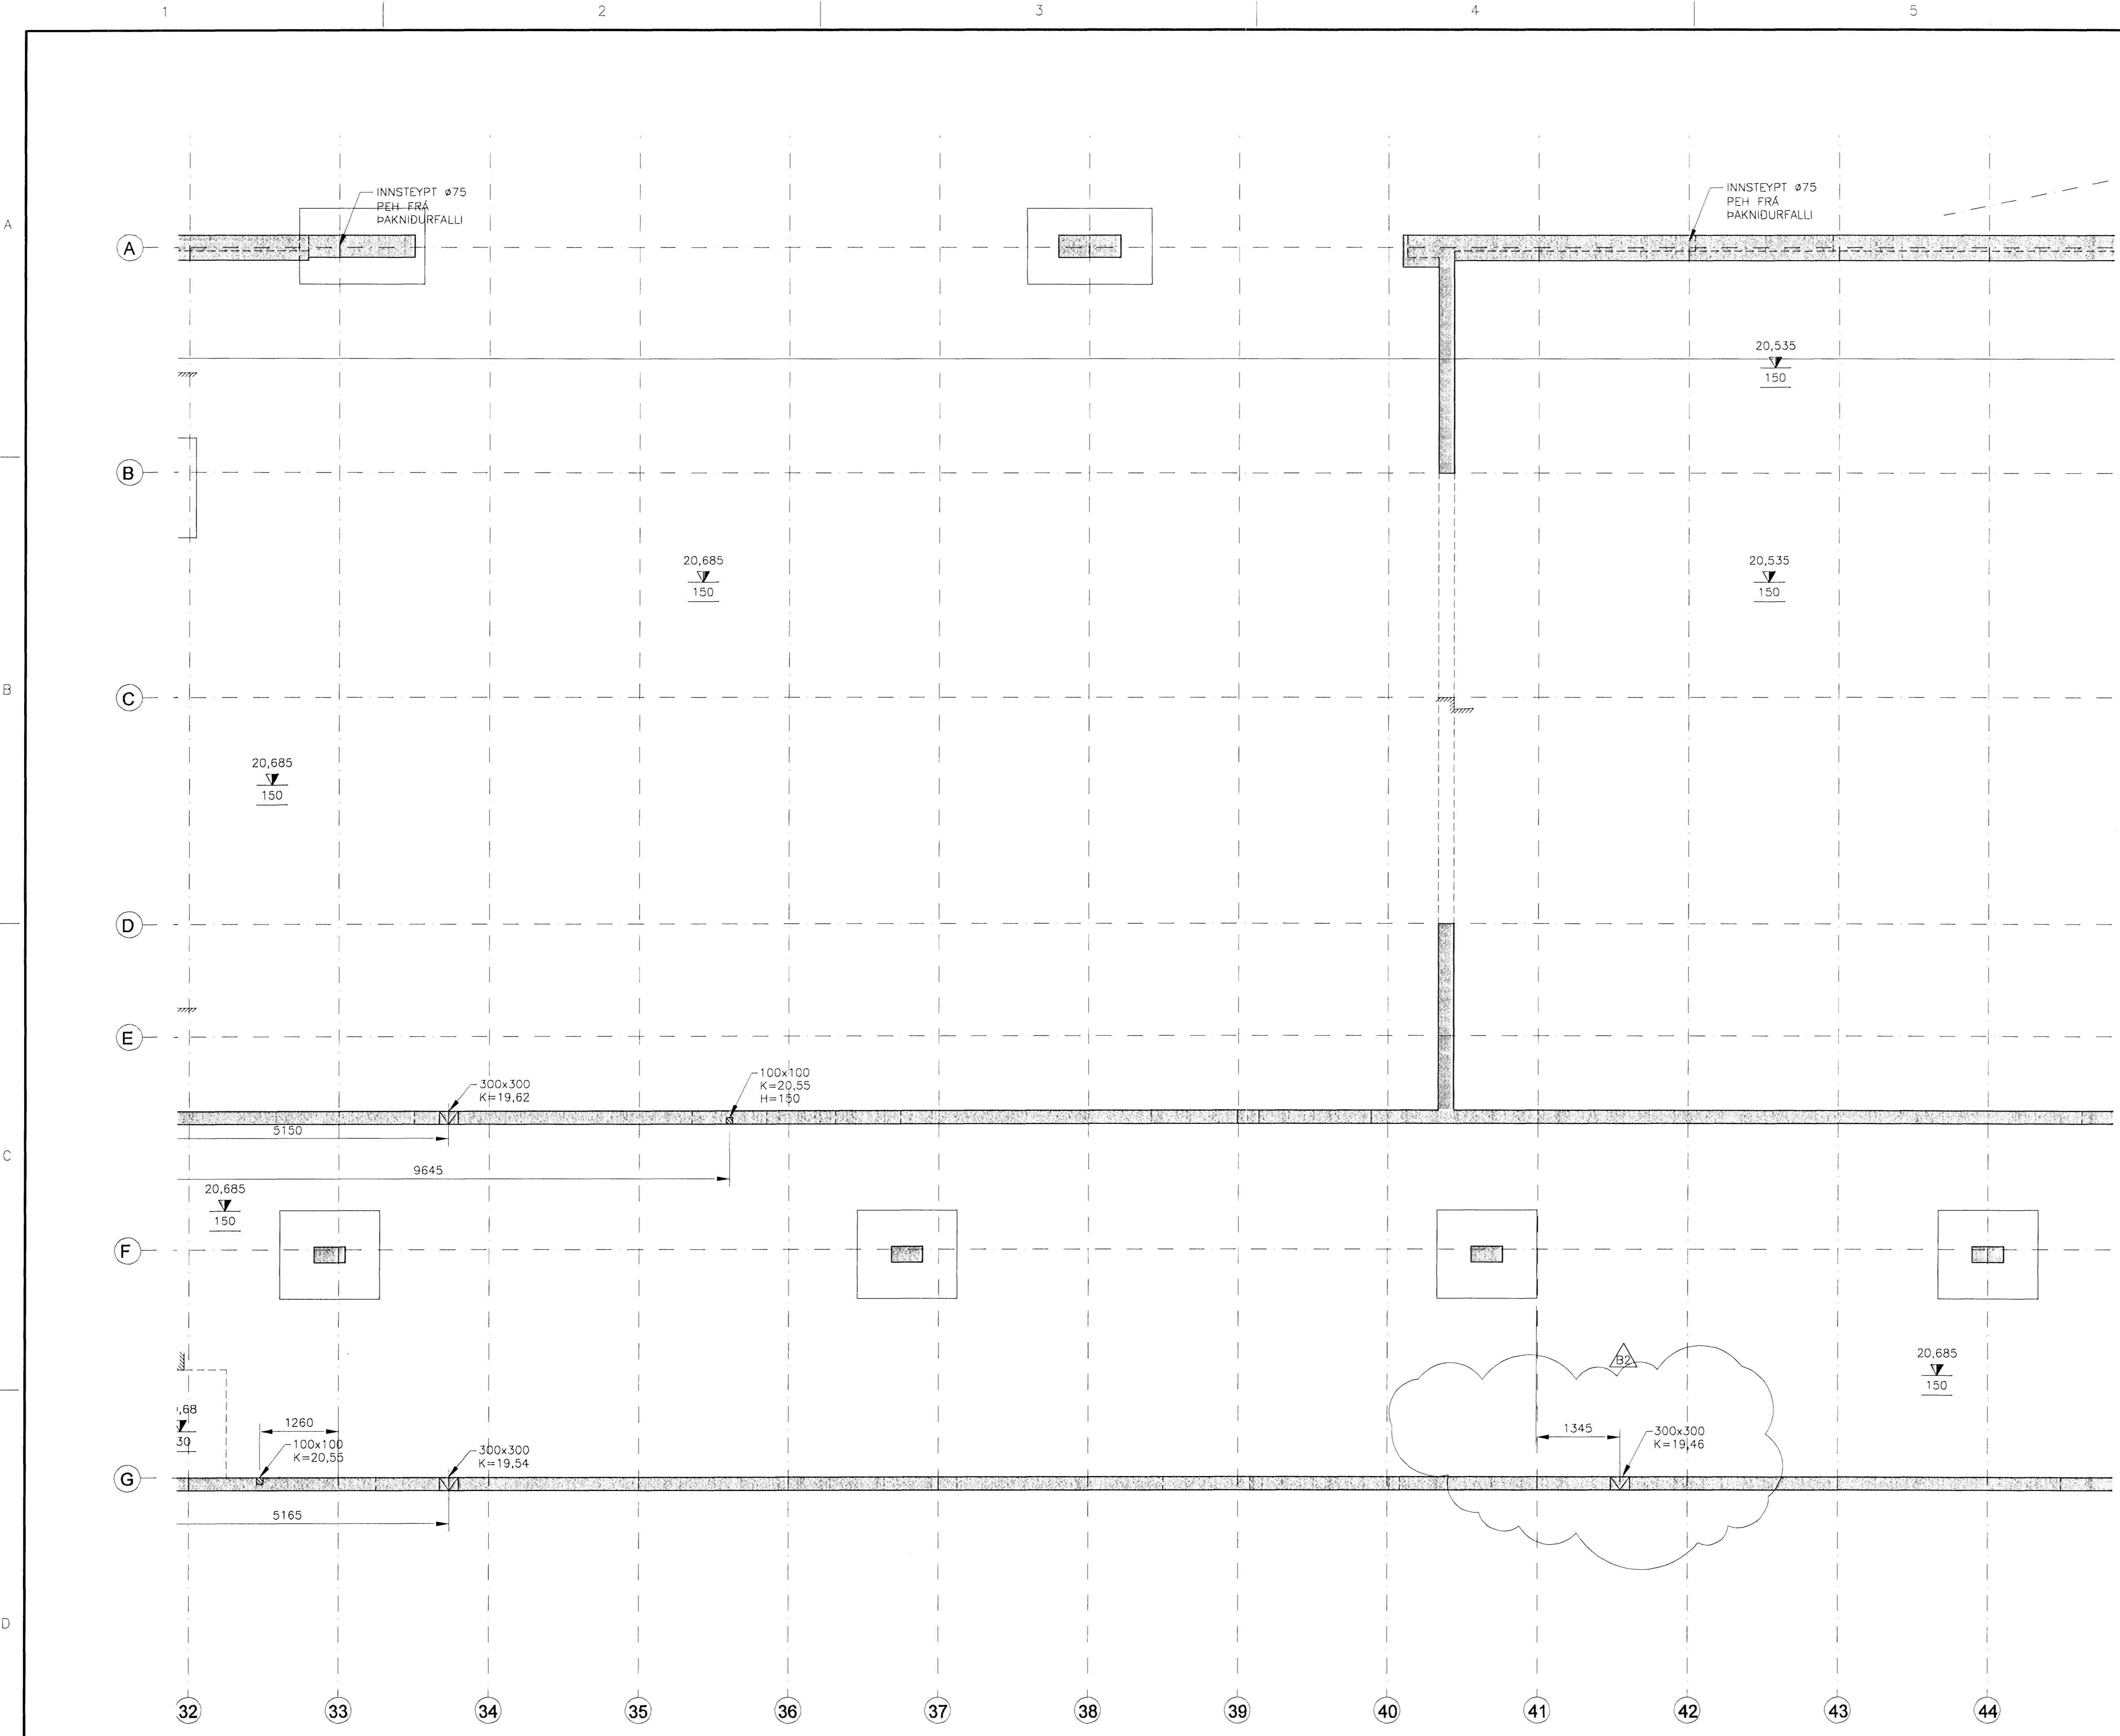 1 2 3 4 5
INNSTEYPT ø75
PEH FRÁ
ÞAKNIÐURFALLI
INNSTEYPT ø75
PEH FRÁ
ÞAKNIÐURFALLI
A
A
20,535
150
B
20,685
150
20,535
150
B
C
20,685
150
D
E
300x300
K=19,62
100x100
K=20,55
H=150
5150
C
9645
20,685
150
F
B2
20,685
150
,68
30
1260
100x100
K=20,55
300x300
K=19,54
1345
300x300
K=19,46
G
5165
D
32 33 34 35 36 37 38 39 40 41 42 43 44